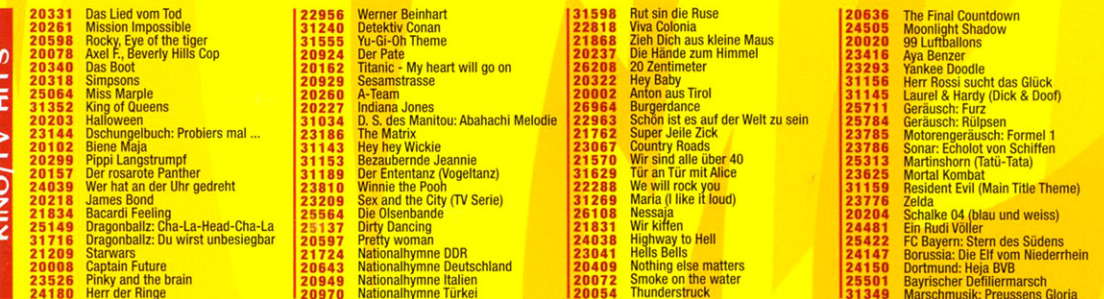 KINO/TV HITS
20331 Das Lied vom Tod
20261 Mission Impossible
20598 Rocky, Eye of the tiger
20078 Axel F., Beverly Hills Cop
20340 Das Boot
20318 Simpsons
25064 Miss Marple
31352 King of Queens
20203 Halloween
23144 Dschungelbuch: Probiers mal ...
20102 Biene Maja
20299 Pippi Langstrumpf
20157 Der rosarote Panther
24039 Wer hat an der Uhr gedreht
20218 James Bond
21834 Bacardi Feeling
25149 Dragonballz: Cha-La-Head-Cha-La
31716 Dragonballz: Du wirst unbesiegbar
21209 Starwars
20008 Captain Future
23526 Pinky and the brain
24180 Herr der Ringe
22956 Werner Beinhart
31240 Detektiv Conan
31555 Yu-Gi-Oh Theme
20924 Der Pate
20162 Titanic - My heart will go on
20929 Sesamstrasse
20260 A-Team
20227 Indiana Jones
31034 D. S. des Manitou: Abahachi Melodie
23186 The Matrix
31143 Hey hey Wickie
31153 Bezaubernde Jeannie
31189 Der Ententanz (Vogeltanz)
23810 Winnie the Pooh
23209 Sex and the City (TV Serie)
25564 Die Olsenbande
25137 Dirty Dancing
20597 Pretty woman
21724 Nationalhymne DDR
20643 Nationalhymne Deutschland
20949 Nationalhymne Italien
20970 Nationalhymne Türkei
31598 Rut sin die Ruse
22818 Viva Colonia
21868 Zieh Dich aus kleine Maus
20237 Die Hände zum Himmel
26208 20 Zentimeter
20322 Hey Baby
20002 Anton aus Tirol
26964 Burgerdance
22963 Schön ist es auf der Welt zu sein
21762 Super Jeile Zick
23067 Country Roads
21570 Wir sind alle über 40
31629 Tür an Tür mit Alice
22288 We will rock you
31269 Maria (I like it loud)
26108 Nessaja
21831 Wir kiffen
24038 Highway to Hell
23041 Hells Bells
20409 Nothing else matters
20072 Smoke on the water
20054 Thunderstruck
20636 The Final Countdown
24505 Moonlight Shadow
20020 99 Luftballons
23416 Aya Benzer
23293 Yankee Doodle
31156 Herr Rossi sucht das Glück
31145 Laurel & Hardy (Dick & Doof)
25711 Geräusch: Furz
25784 Geräusch: Rülpsen
23785 Motorengeräusch: Formel 1
23786 Sonar: Echolot von Schiffen
25313 Martinshorn (Tatü-Tata)
23625 Mortal Kombat
31159 Resident Evil (Main Title Theme)
23776 Zelda
20204 Schalke 04 (blau und weiss)
24481 Ein Rudi Völler
25422 FC Bayern: Stern des Südens
24147 Borussia: Die Elf vom Niederrhein
24150 Dortmund: Heja BVB
25501 Bayrischer Defiliermarsch
31349 Marschmusik: Preussens Gloria